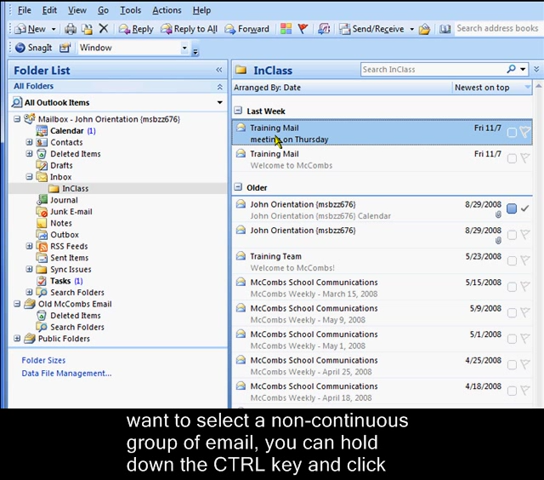 File Edit View Go Tools Actions Help
New Reply Reply to All Forward Send/Receive Search address books
SnagIt Window
Folder List «
All Folders
All Outlook Items
Mailbox - John Orientation (msbzz676)
Calendar (1)
Contacts
Deleted Items
Drafts
Inbox
InClass
Journal
Junk E-mail
Notes
Outbox
RSS Feeds
Sent Items
Sync Issues
Tasks (1)
Search Folders
Old McCombs Email
Deleted Items
Search Folders
Public Folders
Folder Sizes
Data File Management...
InClass Search InClass
Arranged By: Date Newest on top
Last Week
Training Mail Fri 11/7
meeting on Thursday
Training Mail Fri 11/7
Welcome to McCombs
Older
John Orientation (msbzz676) 8/29/2008
John Orientation (msbzz676) Calendar
John Orientation (msbzz676) 8/29/2008
Training Team 5/23/2008
Welcome to McCombs!
McCombs School Communications 5/15/2008
McCombs Weekly - March 15, 2008
McCombs School Communications 5/9/2008
McCombs Weekly - May 9, 2008
McCombs School Communications 5/1/2008
McCombs Weekly - May 1, 2008
McCombs School Communications 4/25/2008
McCombs Weekly - April 25, 2008
McCombs School Communications 4/18/2008
McCombs Weekly - April 18, 2008
want to select a non-continuous
group of email, you can hold
down the CTRL key and click